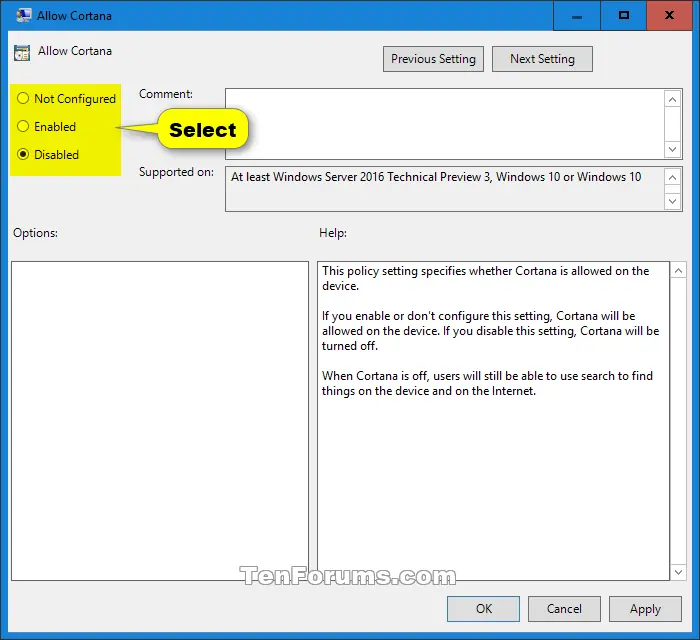 Allow Cortana
Allow Cortana
Previous Setting
Next Setting
Not Configured
Enabled
Disabled
Select
Comment:
Supported on:
At least Windows Server 2016 Technical Preview 3, Windows 10 or Windows 10
Options:
Help:
This policy setting specifies whether Cortana is allowed on the
device.
If you enable or don't configure this setting, Cortana will be
allowed on the device. If you disable this setting, Cortana will be
turned off.
When Cortana is off, users will still be able to use search to find
things on the device and on the Internet.
TenForums.com
OK
Cancel
Apply